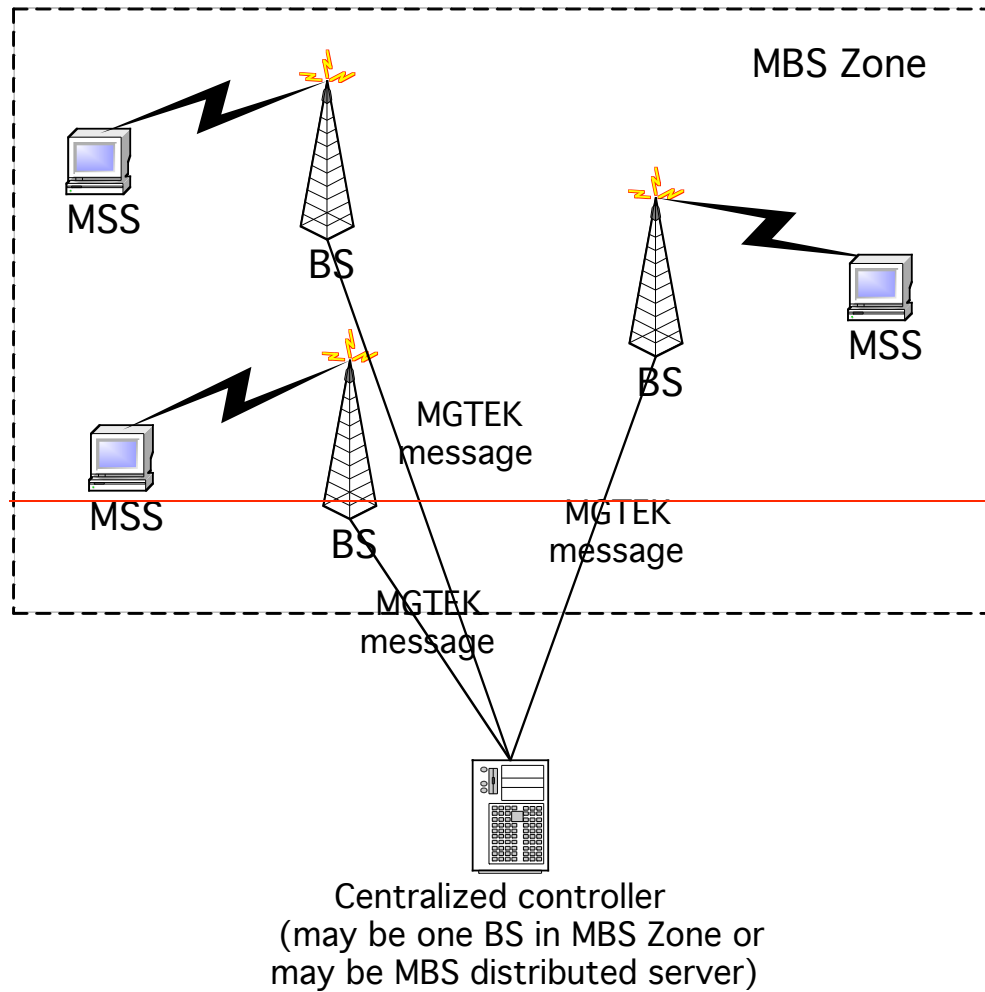 MBS Zone
MSS
BS
MSS
BS
MGTEK
message
MSS
BS
MGTEK
message
MGTEK
message
Centralized controller
(may be one BS in MBS Zone or
may be MBS distributed server)